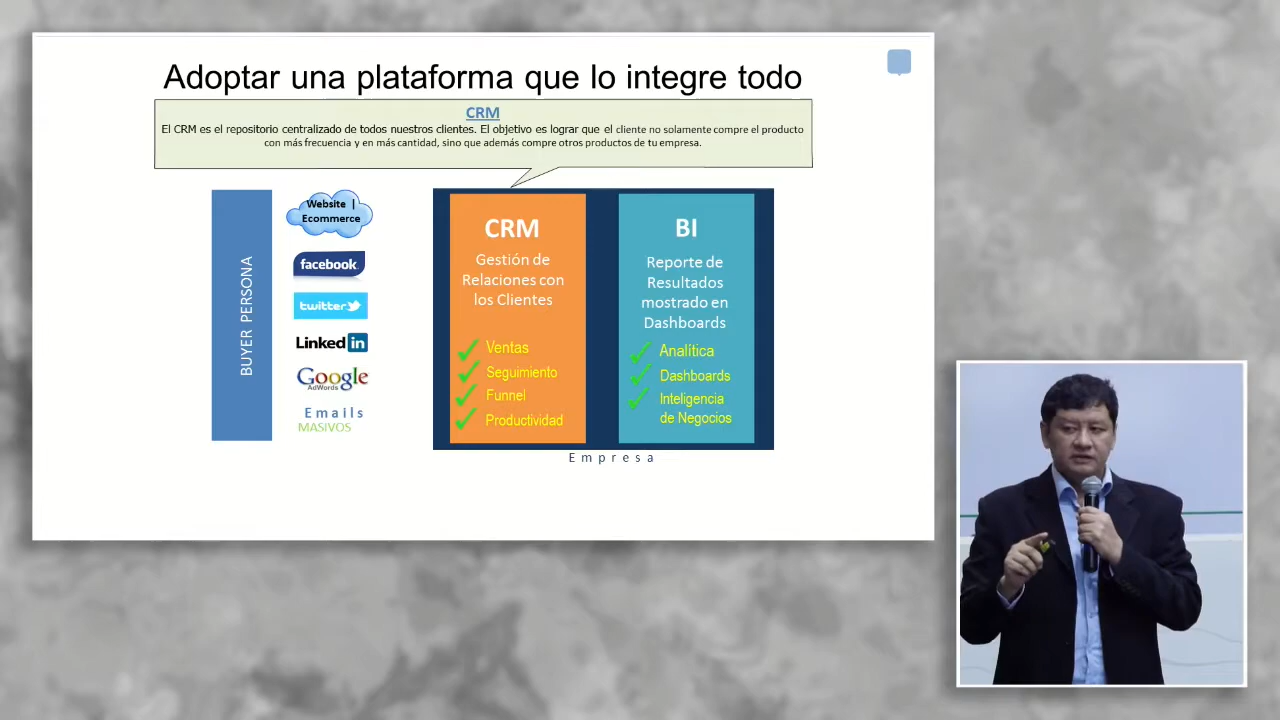 Adoptar una plataforma que lo integre todo
CRM
El CRM es el repositorio centralizado de todos nuestros clientes. El objetivo es lograr que el cliente no solamente compre el producto
con más frecuencia y en más cantidad, sino que además compre otros productos de tu empresa.
BUYER PERSONA
Website |
Ecommerce
facebook
twitter
Linked in
Google
AdWords
Emails
MASIVOS
CRM
Gestión de
Relaciones con
los Clientes
Ventas
Seguimiento
Funnel
Productividad
BI
Reporte de
Resultados
mostrado en
Dashboards
Analítica
Dashboards
Inteligencia
de Negocios
Empresa